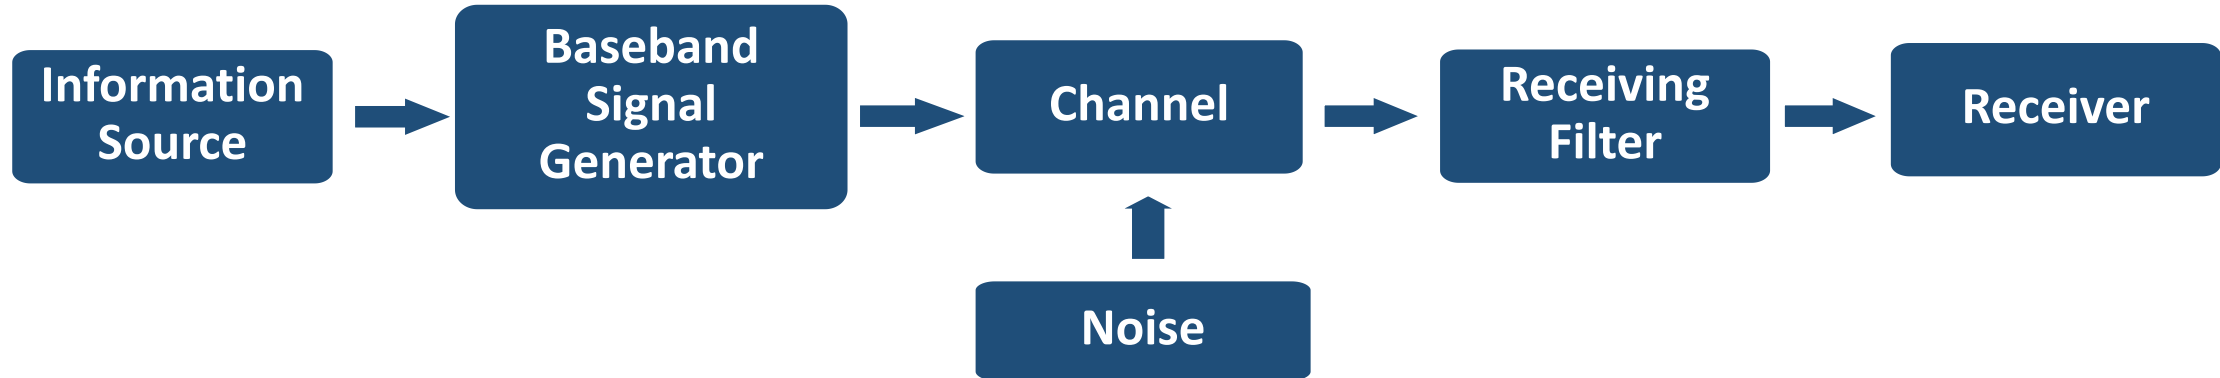 Information
Source
Baseband
Signal
Generator
Channel
Receiving
Filter
Receiver
Noise